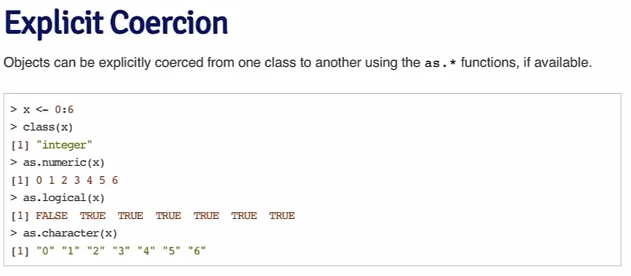 Explicit Coercion
Objects can be explicitly coerced from one class to another using the as.* functions, if available.
> x <- 0:6
> class(x)
[1] "integer"
> as.numeric(x)
[1] 0 1 2 3 4 5 6
> as.logical(x)
[1] FALSE  TRUE  TRUE  TRUE  TRUE  TRUE  TRUE
> as.character(x)
[1] "0" "1" "2" "3" "4" "5" "6"